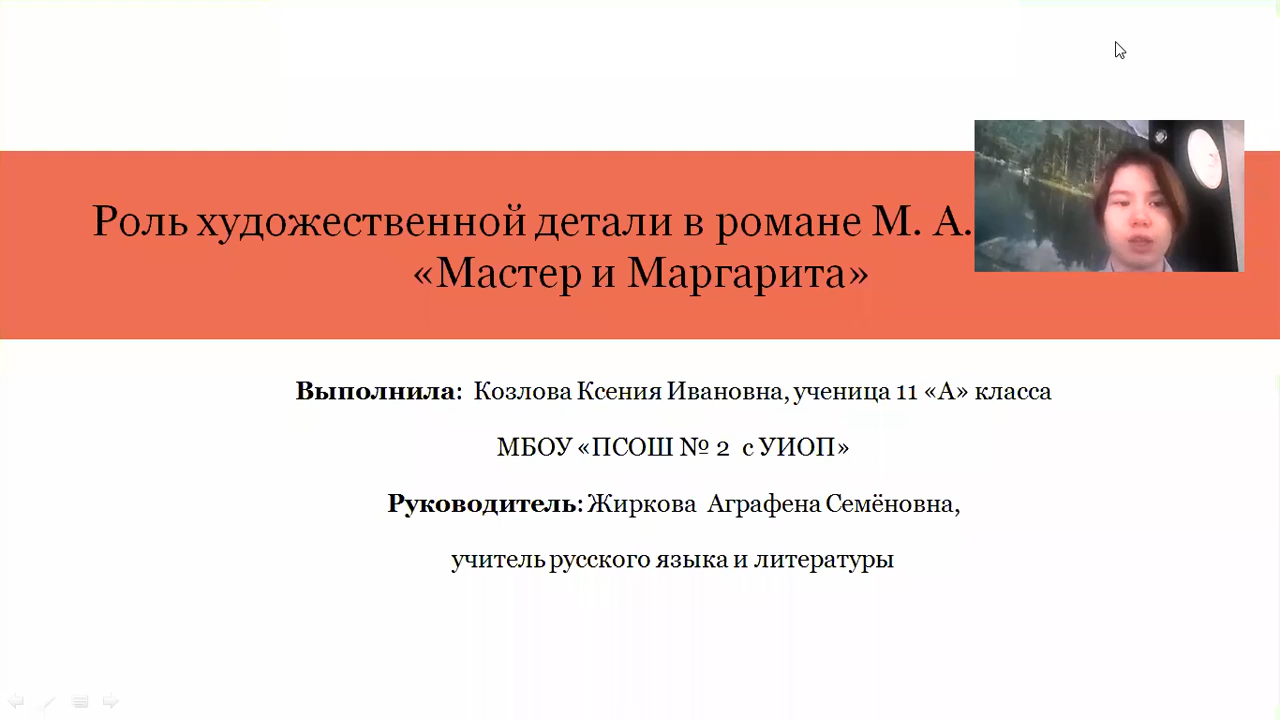 Роль художественной детали в романе М. А.
«Мастер и Маргарита»
Выполнила: Козлова Ксения Ивановна, ученица 11 «А» класса
МБОУ «ПСОШ № 2 с УИОП»
Руководитель: Жиркова Аграфена Семёновна,
учитель русского языка и литературы